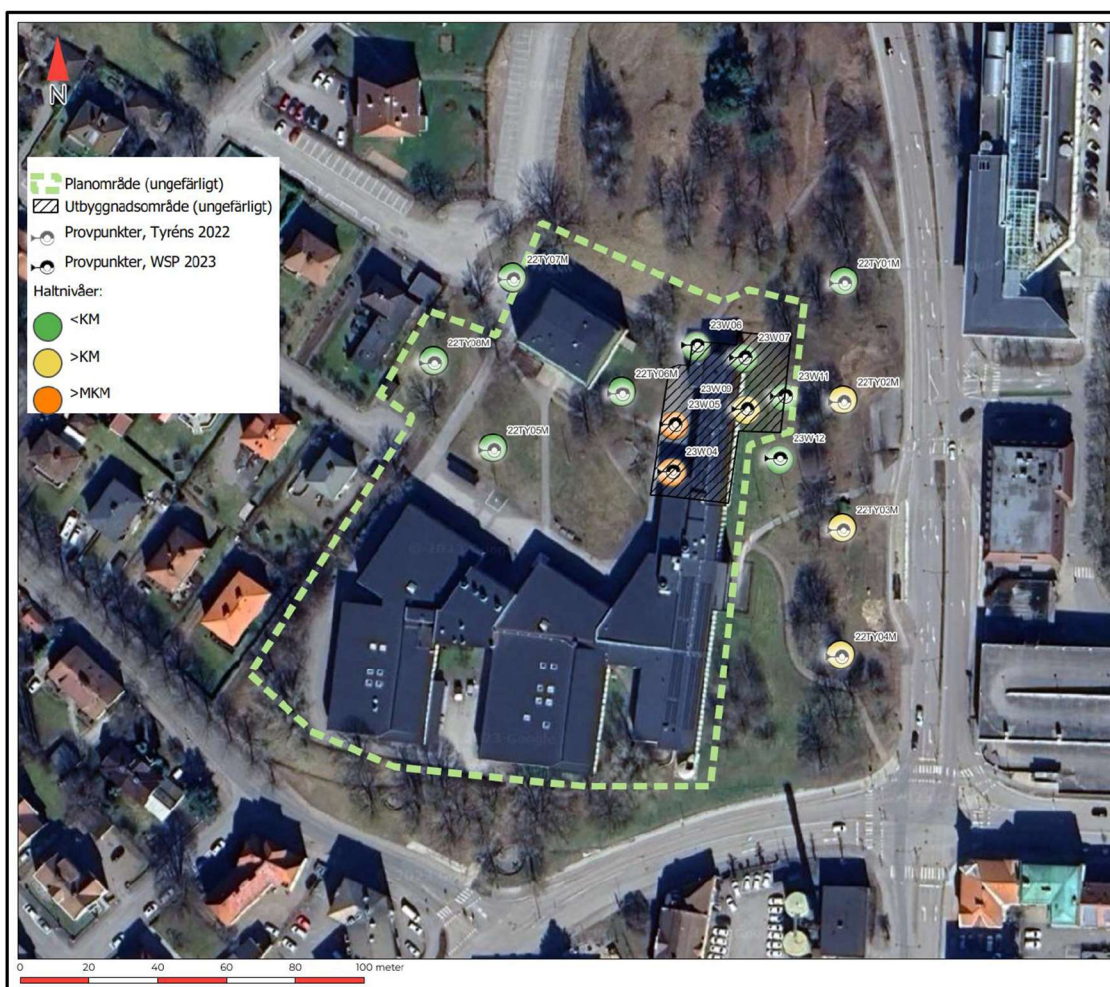 N
Planområde (ungefärligt)
Utbyggnadsområde (ungefärligt)
Provpunkter, Tyréns 2022
Provpunkter, WSP 2023
Haltnivåer:
<KM
>KM
>MKM
22TY07M
22TY01M
23W06
23W07
22TY08M
22TY06M
23W09
23W11
22TY02M
23W05
22TY05M
23W04
23W12
22TY03M
22TY04M
0 20 40 60 80 100 meter